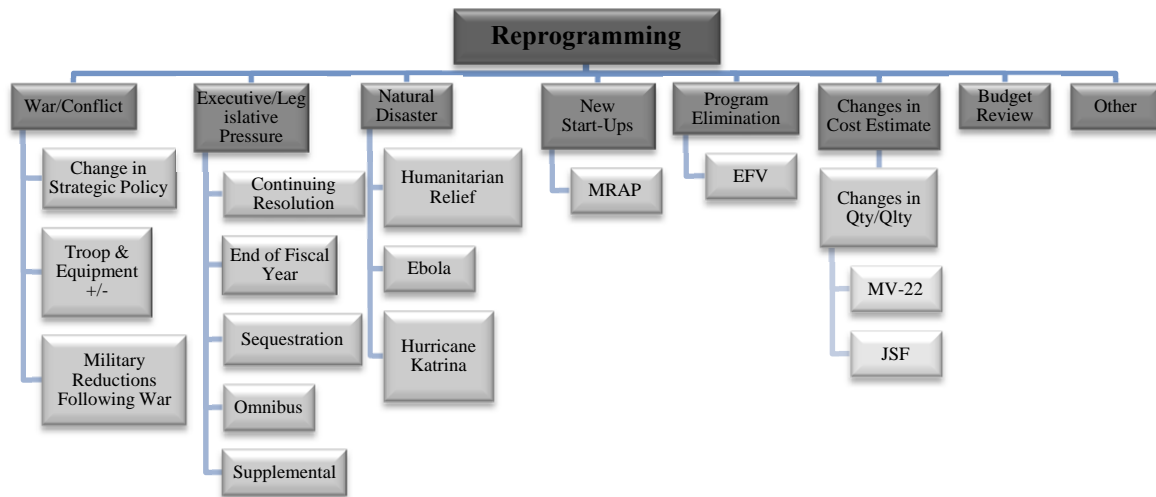 Reprogramming
War/Conflict
Change in
Strategic Policy
Troop &
Equipment
+/-
Military
Reductions
Following War
Executive/Leg
islative
Pressure
Continuing
Resolution
End of Fiscal
Year
Sequestration
Omnibus
Supplemental
Natural
Disaster
Humanitarian
Relief
Ebola
Hurricane
Katrina
New
Start-Ups
MRAP
Program
Elimination
EFV
Changes in
Cost Estimate
Changes in
Qty/Qlty
MV-22
JSF
Budget
Review
Other